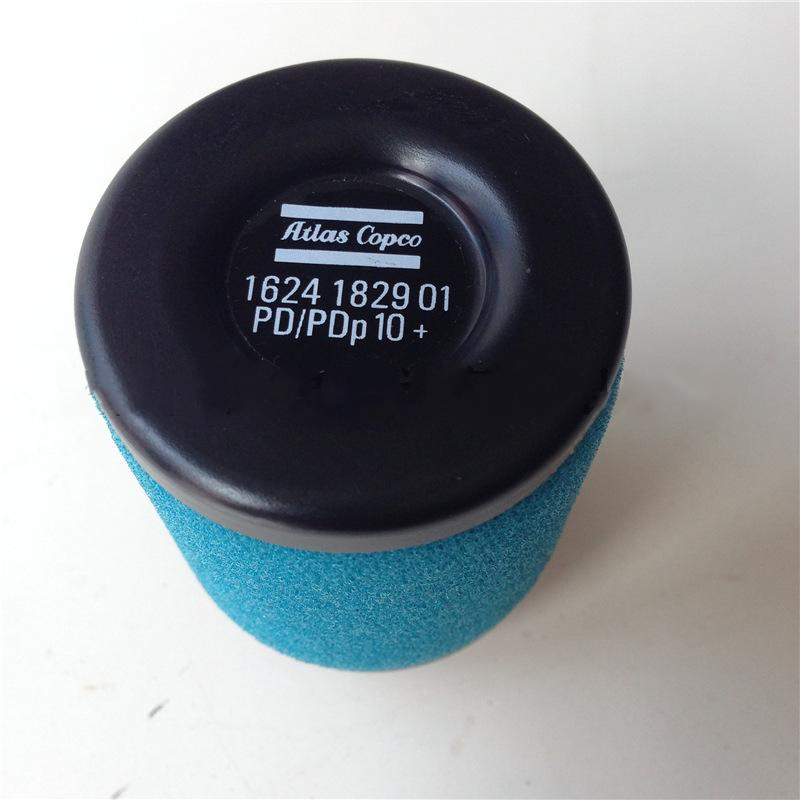 Atlas Copco
1624 1829 01
PD/PDp 10 +